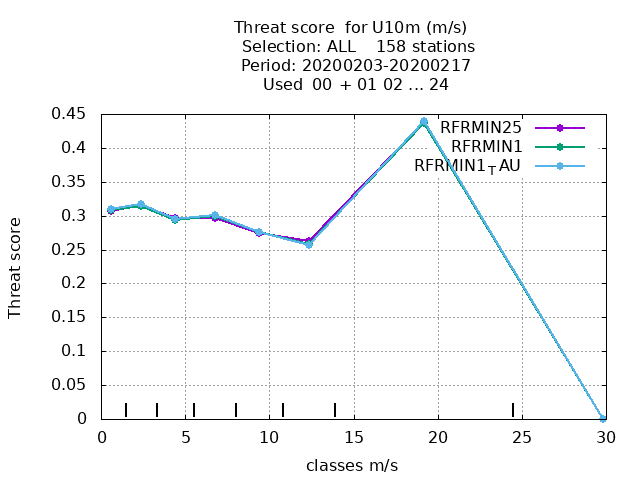 Threat score  for U10m (m/s)
Selection: ALL    158 stations
Period: 20200203-20200217
Used  00  + 01 02 ... 24
RFRMIN25
RFRMIN1
RFRMIN1_TAU
0.45
0.4
0.35
0.3
0.25
0.2
0.15
0.1
0.05
0
Threat score
0 5 10 15 20 25 30
classes m/s